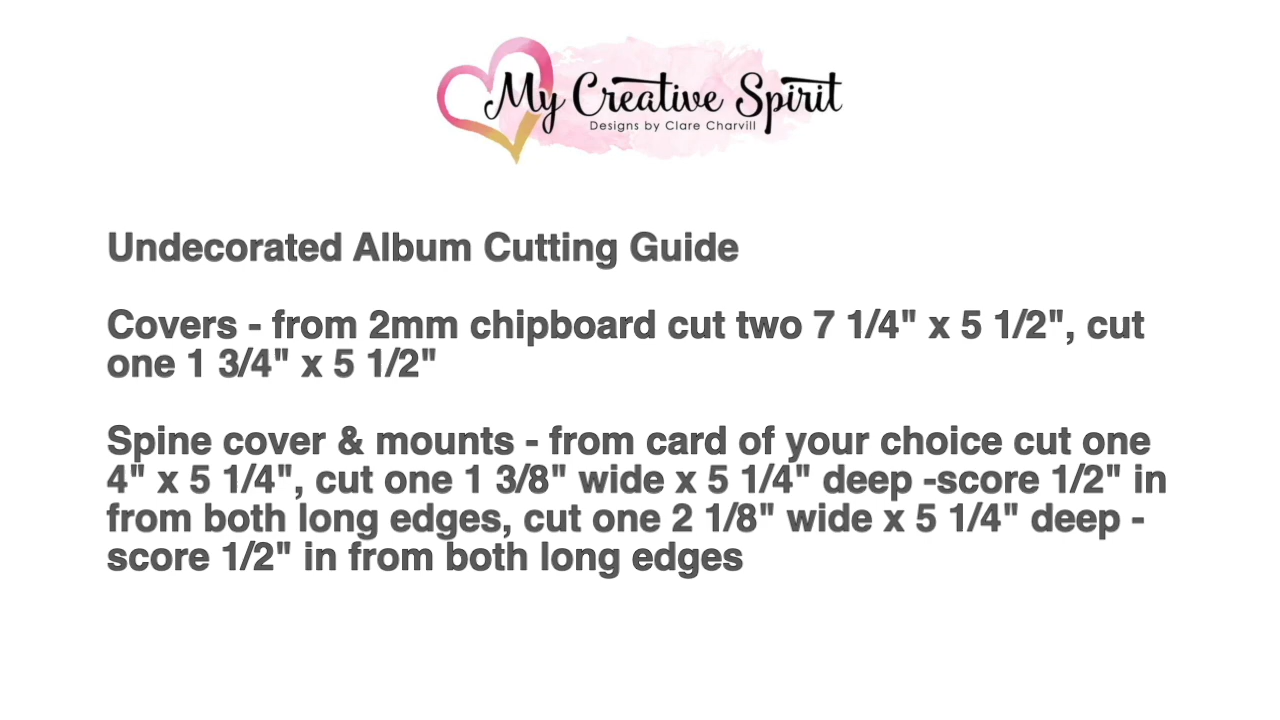 My Creative Spirit
Designs by Clare Charvill
Undecorated Album Cutting Guide
Covers - from 2mm chipboard cut two 7 1/4" x 5 1/2", cut
one 1 3/4" x 5 1/2"
Spine cover & mounts - from card of your choice cut one
4" x 5 1/4", cut one 1 3/8" wide x 5 1/4" deep -score 1/2" in
from both long edges, cut one 2 1/8" wide x 5 1/4" deep -
score 1/2" in from both long edges